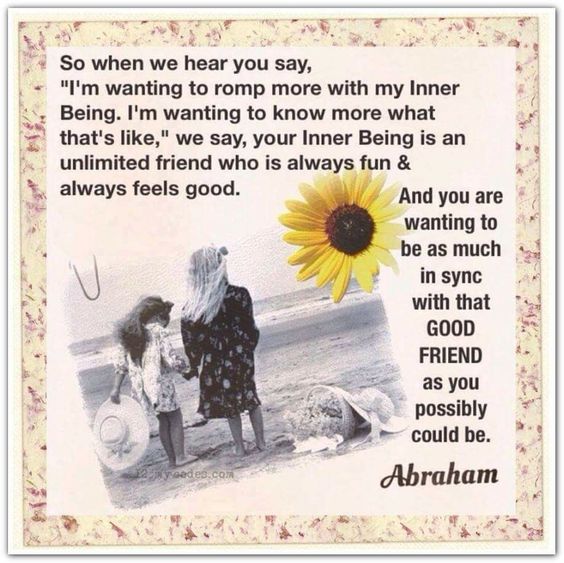 So when we hear you say,
"I'm wanting to romp more with my Inner
Being. I'm wanting to know more what
that's like," we say, your Inner Being is an
unlimited friend who is always fun &
always feels good.
And you are
wanting to
be as much
in sync
with that
GOOD
FRIEND
as you
possibly
could be.
Abraham